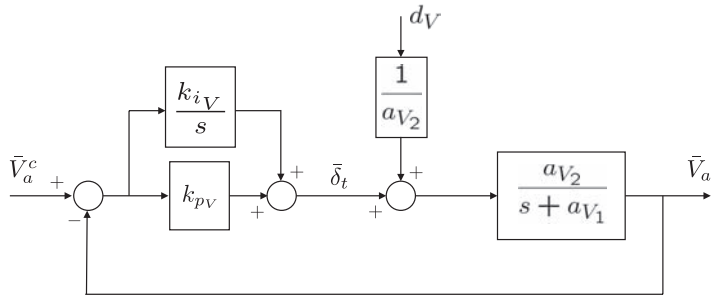 d_V
k_{i_V}
s
1
a_{V_2}
V̄_a^c
+
−
k_{p_V}
+
+
δ̄_t
+
+
a_{V_2}
s + a_{V_1}
V̄_a